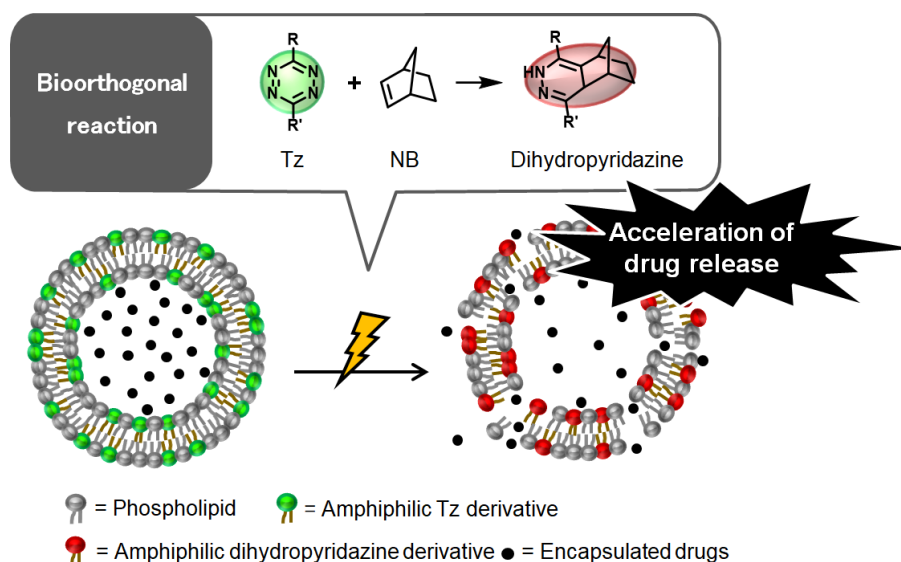 Bioorthogonal
reaction
R
N N
N N
R'
+
R
HN
N
R'
Tz
NB
Dihydropyridazine
Acceleration of
drug release
= Phospholipid
= Amphiphilic Tz derivative
= Amphiphilic dihydropyridazine derivative
= Encapsulated drugs